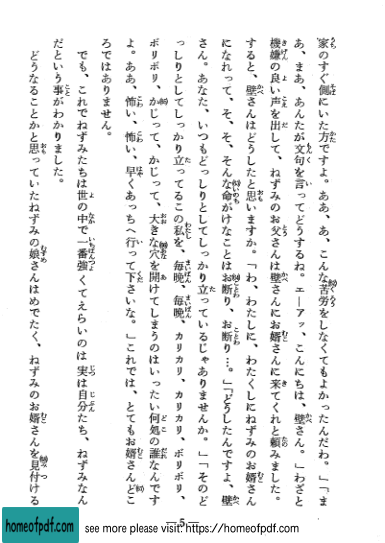 家のすぐ側にいた方ですよ。ああ、あ、こんな苦労をしなくてもよかったんだわ。」「ま
あ、まあ、あんたが文句を言ってどうするね。エーアッ、こんにちは、壁さん。」わざと
機嫌の良い声を出して、ねずみのお父さんは壁さんにお婿さんに来てくれと頼みました。
すると、壁さんはどうしたと思いますか。「わ、わたしに、わたくしにねずみのお婿さん
になれって、そ、そ、そんな命がけなことはお断り、お断り…。」「どうしたんですよ、壁
さん。あなた、いつもどっしりとしてしっかり立っているじゃありませんか。」「そのど
っしりとしてしっかり立ってるこの私を、毎晩、毎晩、カリカリ、カリカリ、ボリボリ、
ボリボリ、かじって、かじって、大きな穴を開けてしまうのはいったい何処の誰なんです
よ。ああ、怖い、怖い、早くあっちへ行って下さいな。」これでは、とてもお婿さんどこ
ろではありません。
でも、これでねずみたちは世の中で一番強くてえらいのは実は自分たち、ねずみなん
だという事がわかりました。
どうなることかと思っていたねずみの娘さんはめでたく、ねずみのお婿さんを見付ける
— 5 —
homeofpdf.com
see more please visit: https://homeofpdf.com